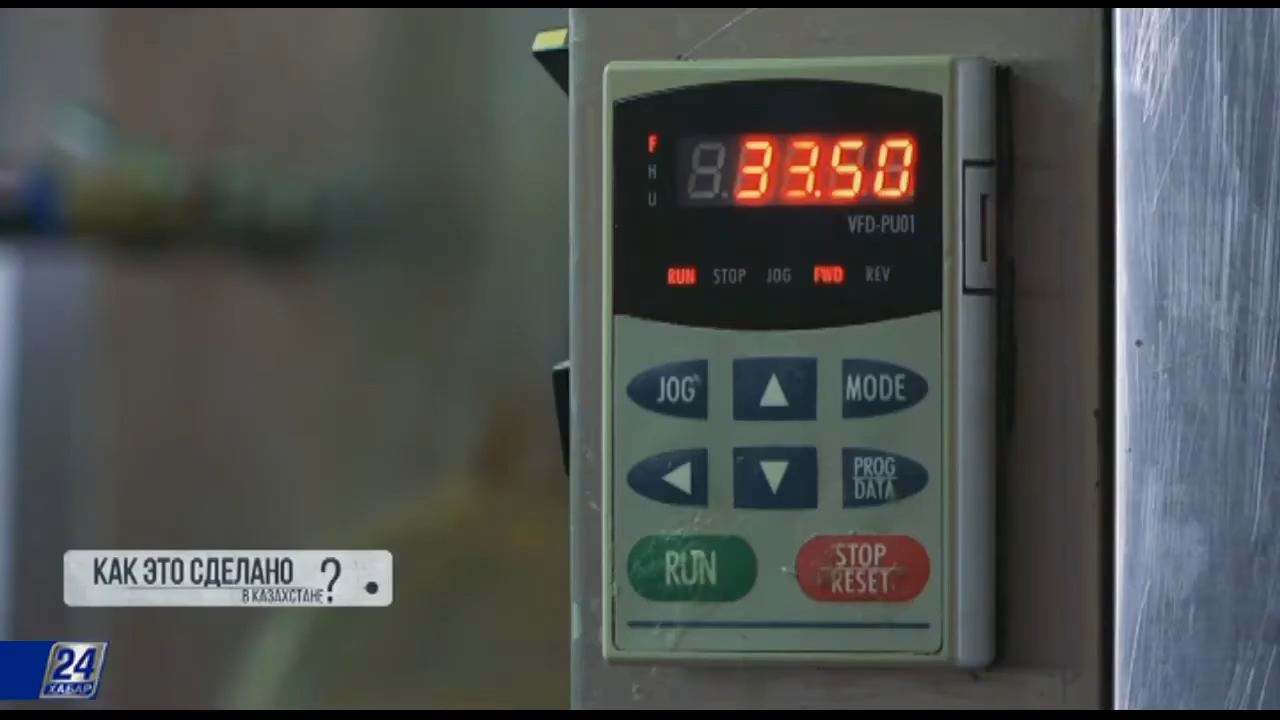 F
33.50
H
U
VFD-PU01
RUN STOP JOG FWD REV
JOG
MODE
PROG
DATA
RUN
STOP
RESET
КАК ЭТО СДЕЛАНО
В КАЗАХСТАНЕ?
24
ХАБАР